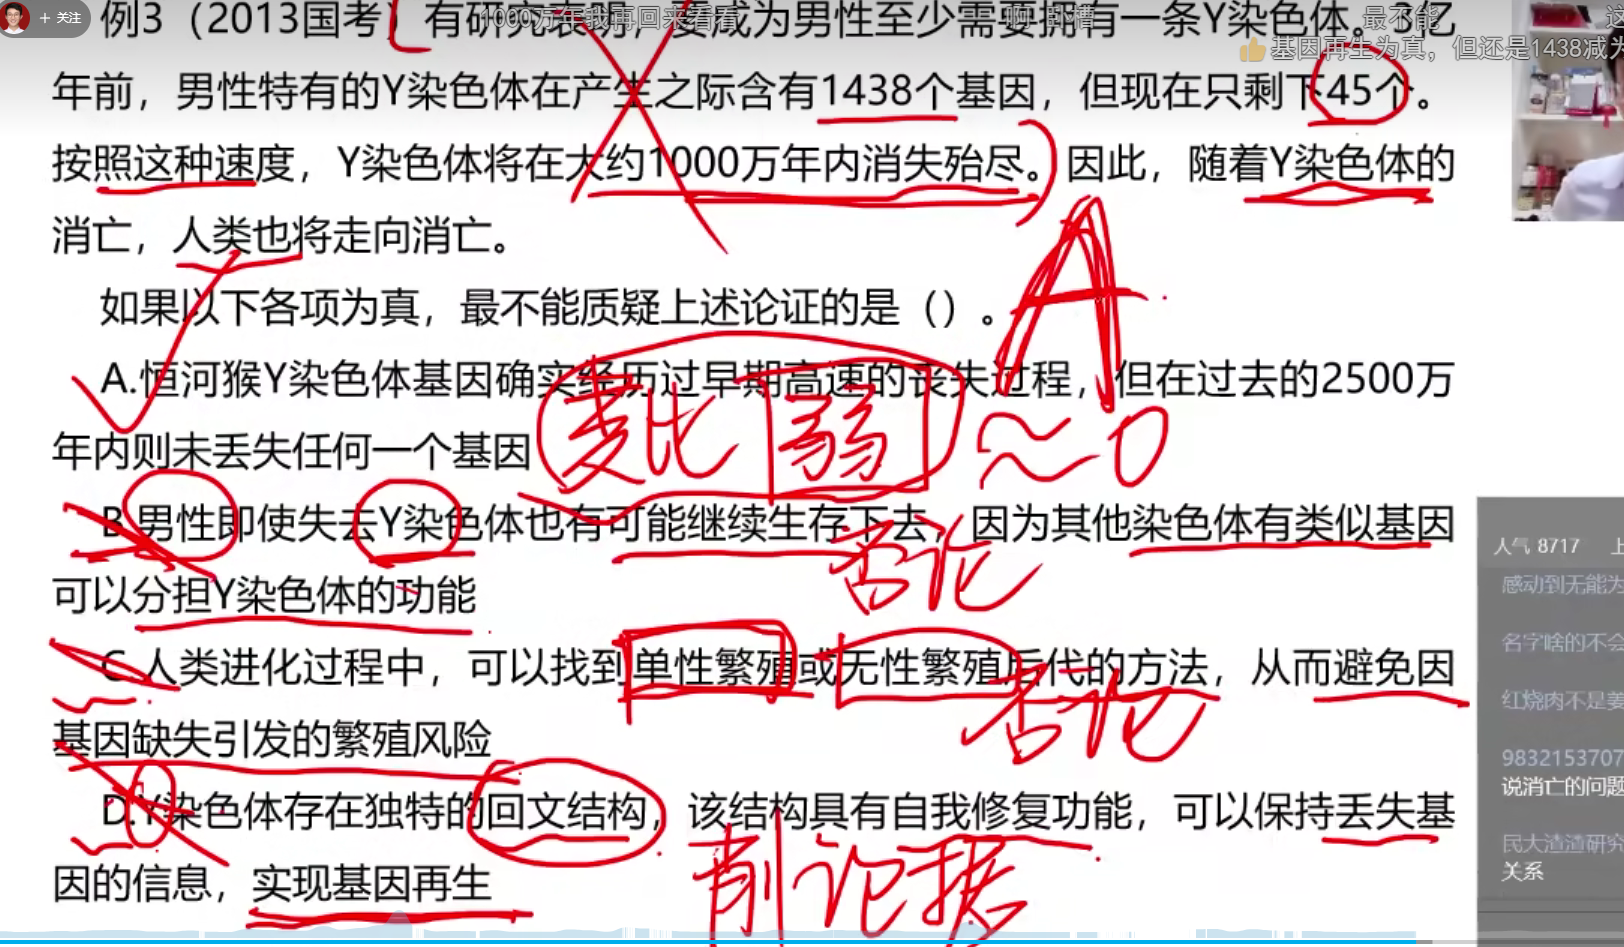 + 关注
1000万年我再回来看看
啊 卧槽
最不能
这
例3（2013国考）有研究表明，要成为男性至少需要拥有一条Y染色体。3亿
基因再生为真，但还是1438减为
年前，男性特有的Y染色体在产生之际含有1438个基因，但现在只剩下45个。
按照这种速度，Y染色体将在大约1000万年内消失殆尽。因此，随着Y染色体的
消亡，人类也将走向消亡。
如果以下各项为真，最不能质疑上述论证的是（）。
A
A.恒河猴Y染色体基因确实经历过早期高速的丧失过程，但在过去的2500万
年内则未丢失任何一个基因
类比 弱 ≈0
B.男性即使失去Y染色体也有可能继续生存下去，因为其他染色体有类似基因
可以分担Y染色体的功能
否论
C.人类进化过程中，可以找到单性繁殖或无性繁殖后代的方法，从而避免因
基因缺失引发的繁殖风险
否论
D.Y染色体存在独特的回文结构，该结构具有自我修复功能，可以保持丢失基
因的信息，实现基因再生
削论据
人气 8717 上
感动到无能为
名字啥的不会
红烧肉不是姜
9832153707
说消亡的问题
民大渣渣研究
关系